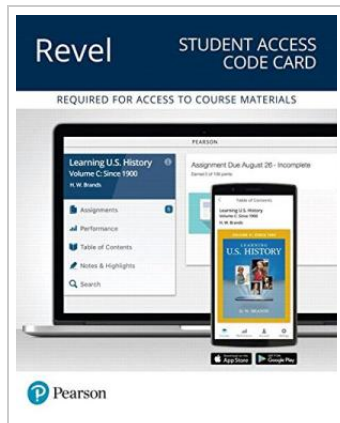 Revel
STUDENT ACCESS
CODE CARD
REQUIRED FOR ACCESS TO COURSE MATERIALS
PEARSON
Learning U.S. History
Volume C: Since 1900
H. W. Brands
Assignments
Performance
Table of Contents
Notes & Highlights
Search
Assignment Due August 26 - Incomplete
Table of Contents
Learning U.S. History
Volume C: Since 1900
H. W. Brands
LEARNING
U.S. HISTORY
H. W. BRANDS
App Store
Google Play
Pearson